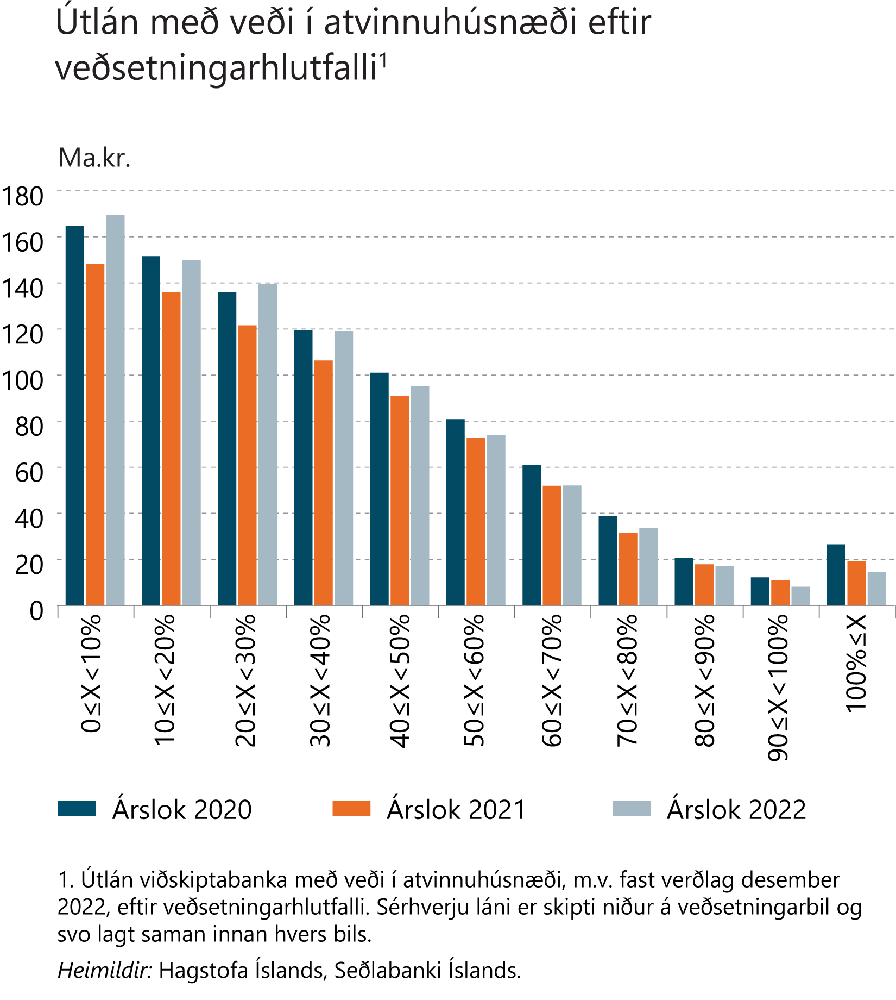 Útlán með veði í atvinnuhúsnæði eftir
veðsetningarhlutfalli¹
Ma.kr.
180
160
140
120
100
80
60
40
20
0
0≤X<10%
10≤X<20%
20≤X<30%
30≤X<40%
40≤X<50%
50≤X<60%
60≤X<70%
70≤X<80%
80≤X<90%
90≤X<100%
100%≤X
Árslok 2020
Árslok 2021
Árslok 2022
1. Útlán viðskiptabanka með veði í atvinnuhúsnæði, m.v. fast verðlag desember
2022, eftir veðsetningarhlutfalli. Sérhverju láni er skipti niður á veðsetningarbil og
svo lagt saman innan hvers bils.
Heimildir: Hagstofa Íslands, Seðlabanki Íslands.